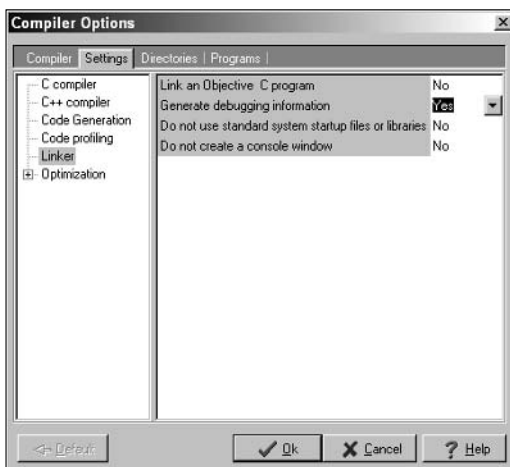 Compiler Options
Compiler Settings Directories Programs
C compiler
C++ compiler
Code Generation
Code profiling
Linker
Optimization
Link an Objective C program No
Generate debugging information Yes
Do not use standard system startup files or libraries No
Do not create a console window No
Default
Ok
Cancel
? Help